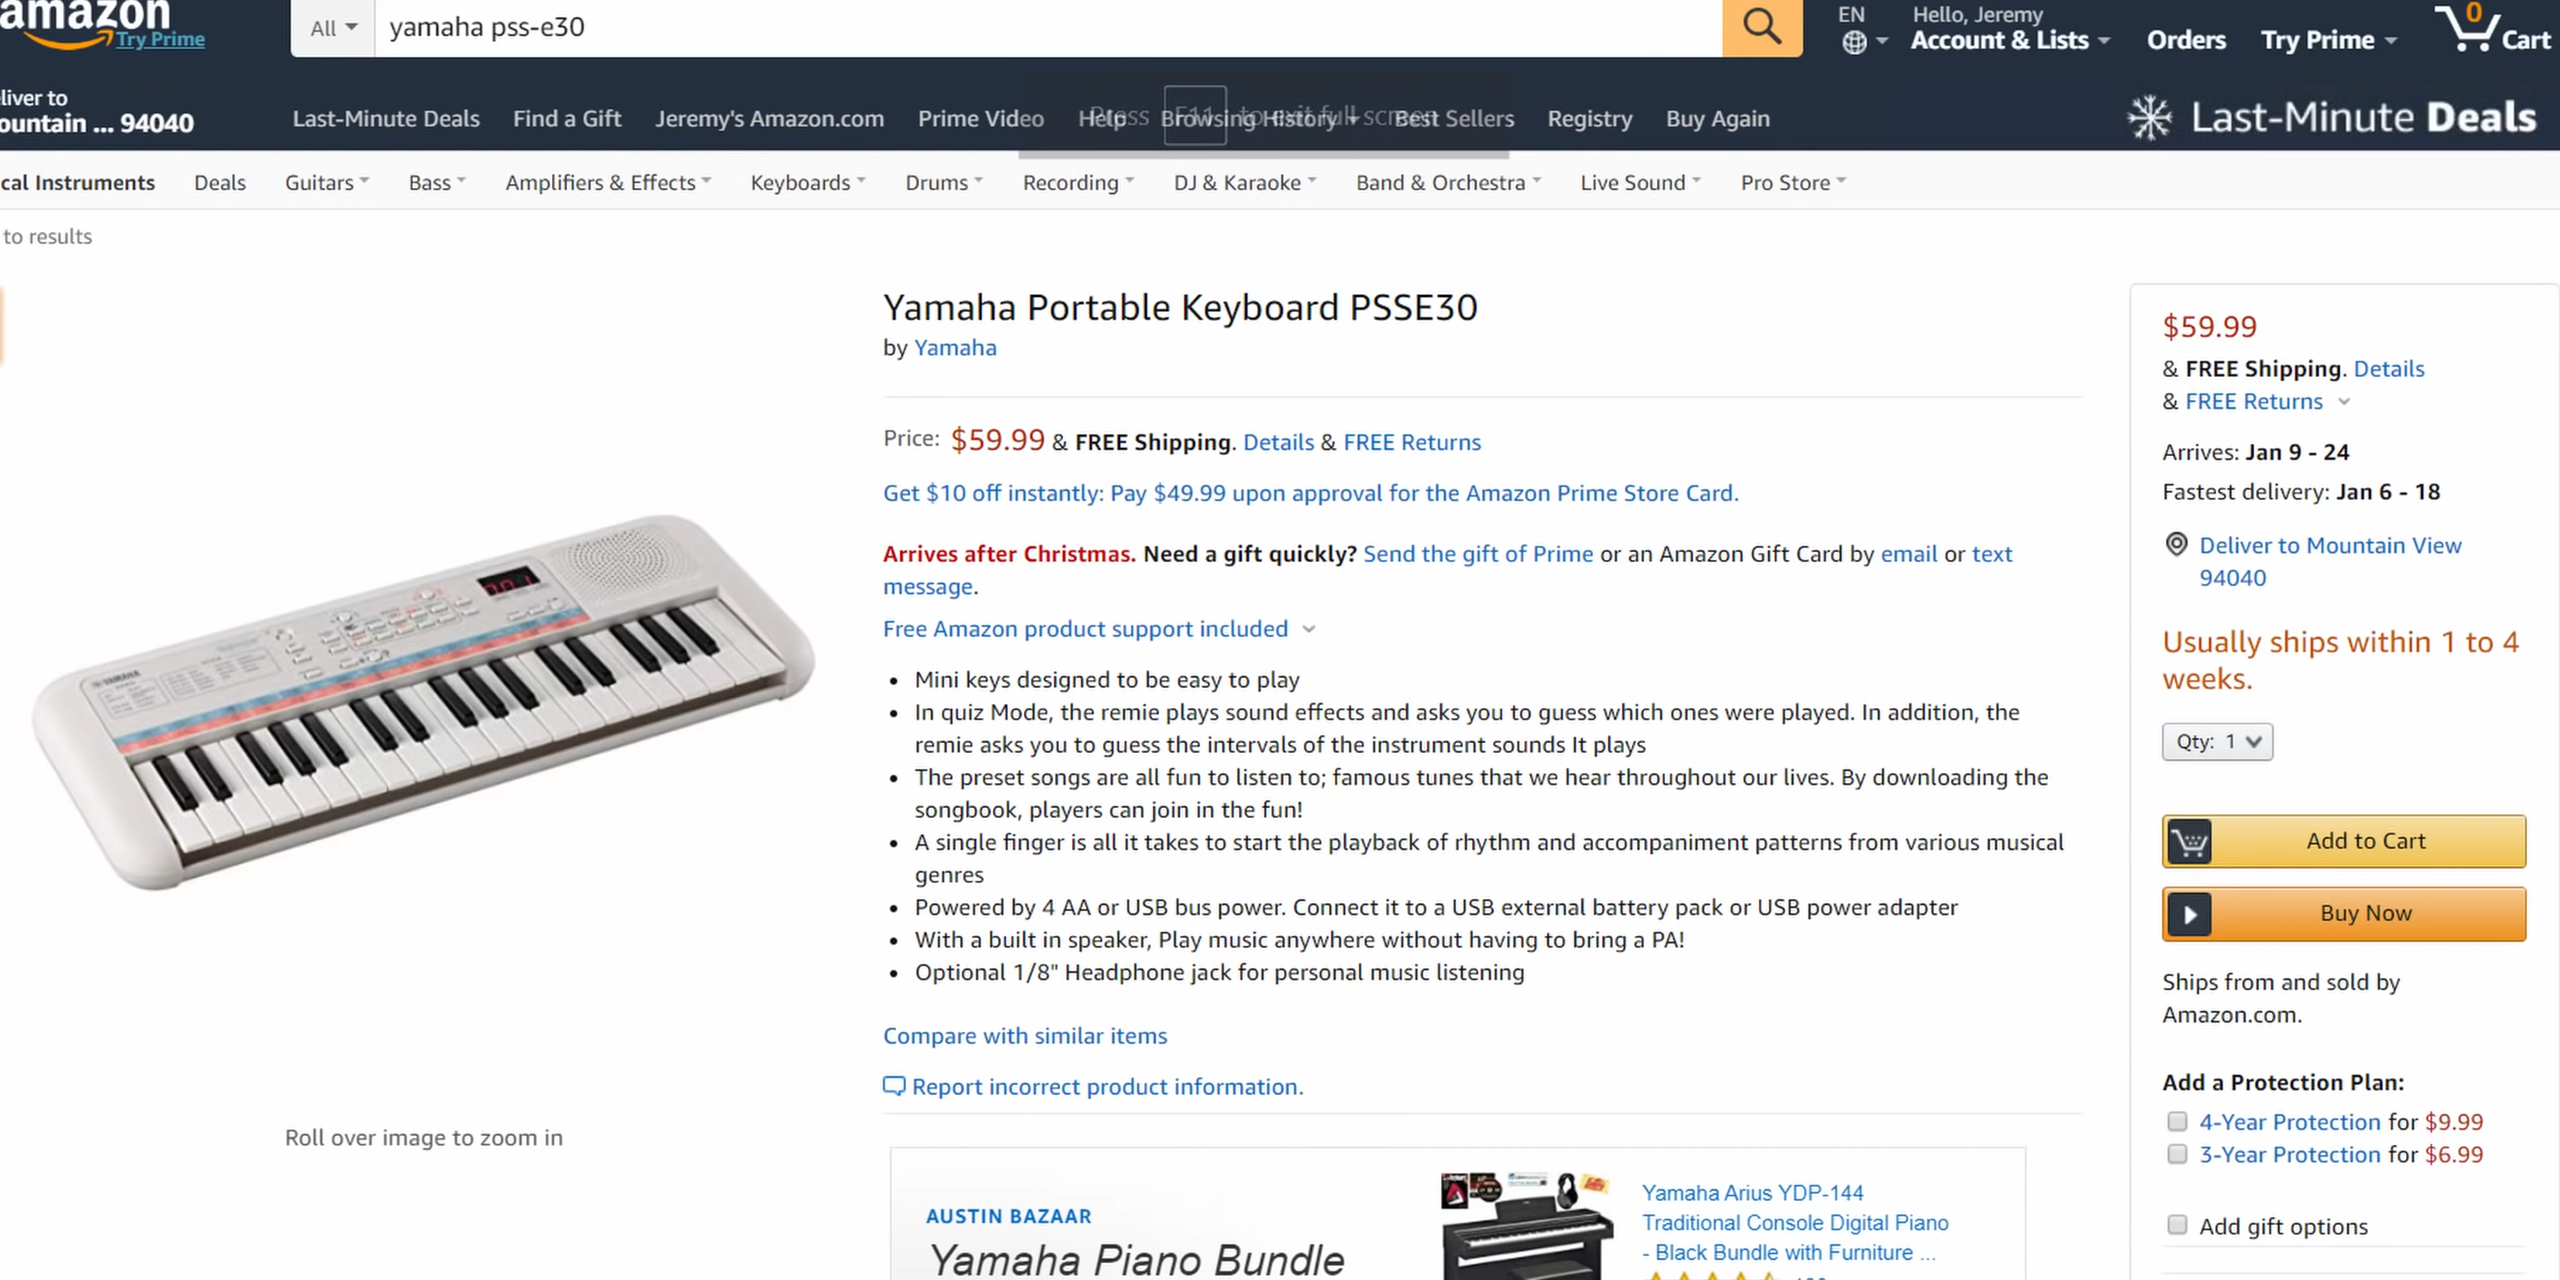 amazon
Try Prime
All
yamaha pss-e30
EN
Hello, Jeremy
Account & Lists
Orders
Try Prime
0
Cart
liver to
ountain ... 94040
Last-Minute Deals
Find a Gift
Jeremy's Amazon.com
Prime Video
Help
Browsing History
Best Sellers
Registry
Buy Again
Press F11 to exit full screen
Last-Minute Deals
cal Instruments
Deals
Guitars
Bass
Amplifiers & Effects
Keyboards
Drums
Recording
DJ & Karaoke
Band & Orchestra
Live Sound
Pro Store
to results
Yamaha Portable Keyboard PSSE30
by Yamaha
Price: $59.99 & FREE Shipping. Details & FREE Returns
Get $10 off instantly: Pay $49.99 upon approval for the Amazon Prime Store Card.
Arrives after Christmas. Need a gift quickly? Send the gift of Prime or an Amazon Gift Card by email or text
message.
Free Amazon product support included
• Mini keys designed to be easy to play
• In quiz Mode, the remie plays sound effects and asks you to guess which ones were played. In addition, the
remie asks you to guess the intervals of the instrument sounds It plays
• The preset songs are all fun to listen to; famous tunes that we hear throughout our lives. By downloading the
songbook, players can join in the fun!
• A single finger is all it takes to start the playback of rhythm and accompaniment patterns from various musical
genres
• Powered by 4 AA or USB bus power. Connect it to a USB external battery pack or USB power adapter
• With a built in speaker, Play music anywhere without having to bring a PA!
• Optional 1/8" Headphone jack for personal music listening
Compare with similar items
Report incorrect product information.
YAMAHA
Roll over image to zoom in
AUSTIN BAZAAR
Yamaha Piano Bundle
Yamaha Arius YDP-144
Traditional Console Digital Piano
- Black Bundle with Furniture ...
$59.99
& FREE Shipping. Details
& FREE Returns
Arrives: Jan 9 - 24
Fastest delivery: Jan 6 - 18
Deliver to Mountain View
94040
Usually ships within 1 to 4
weeks.
Qty: 1
Add to Cart
Buy Now
Ships from and sold by
Amazon.com.
Add a Protection Plan:
4-Year Protection for $9.99
3-Year Protection for $6.99
Add gift options